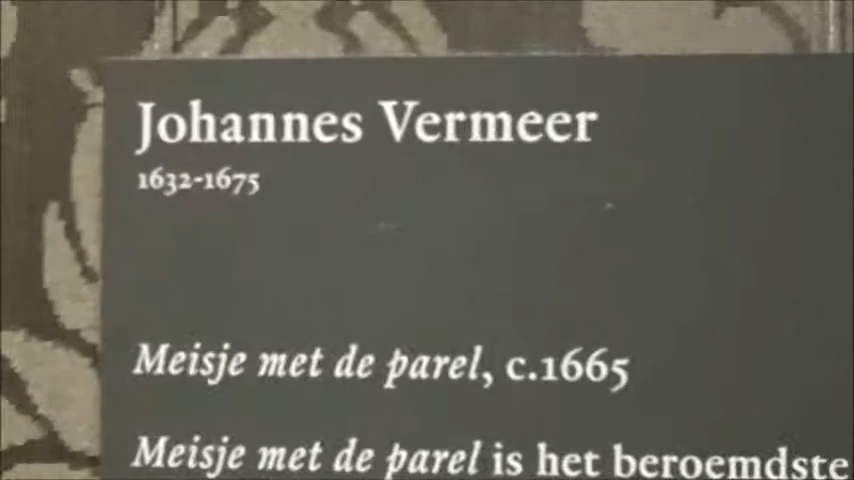 Johannes Vermeer
1632-1675
Meisje met de parel, c.1665
Meisje met de parel is het beroemdste